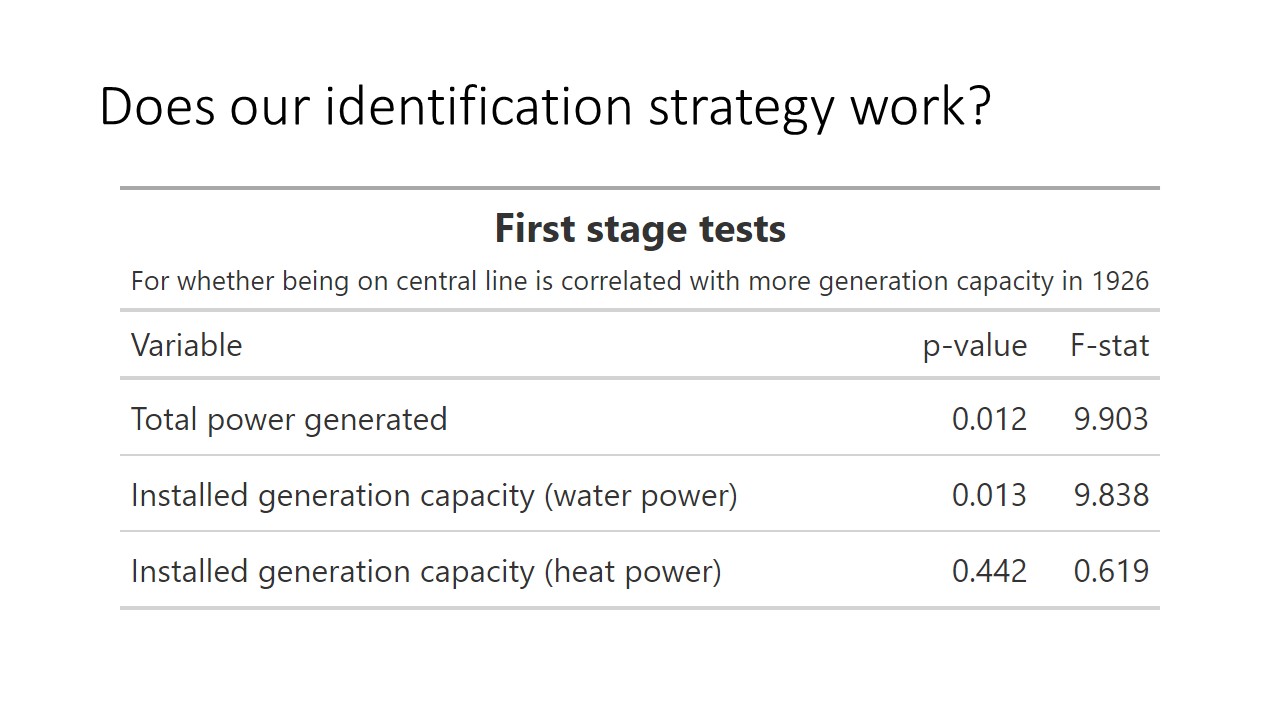 Does our identification strategy work?
First stage tests
For whether being on central line is correlated with more generation capacity in 1926
Variable p-value F-stat
Total power generated 0.012 9.903
Installed generation capacity (water power) 0.013 9.838
Installed generation capacity (heat power) 0.442 0.619